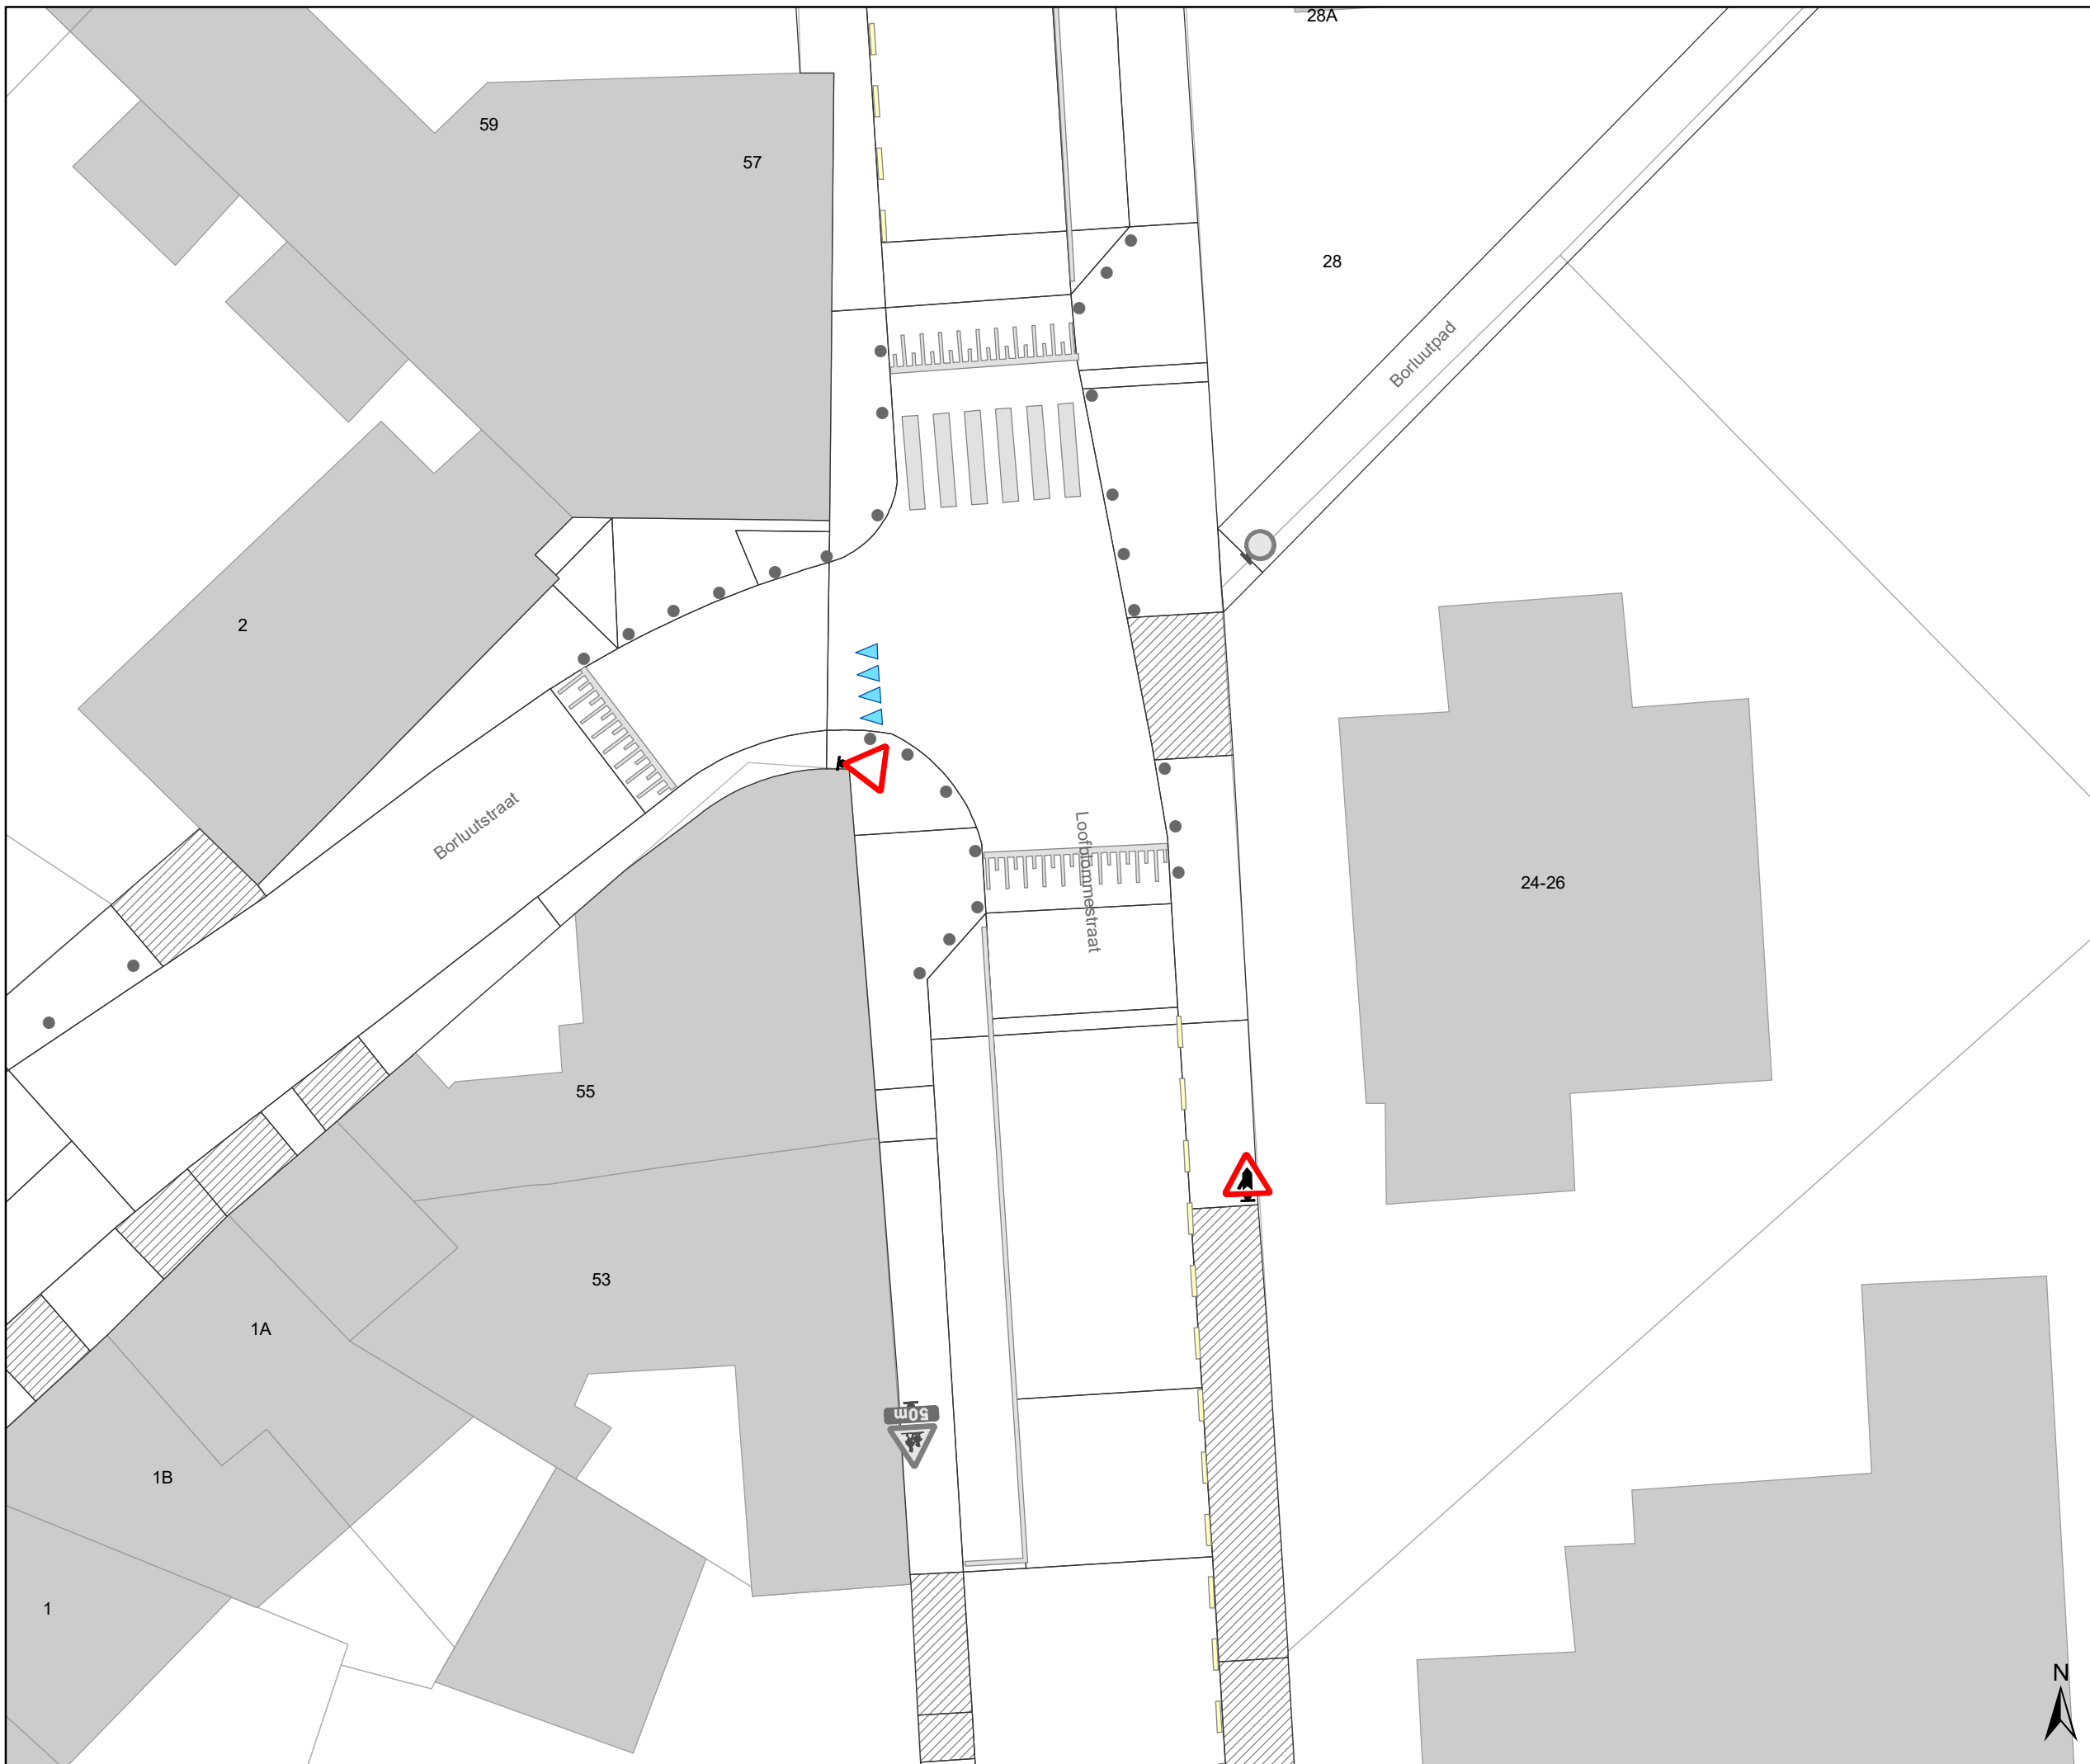 28A
59
57
28
Borluutpad
2
Borluutstraat
Loofblommestraat
24-26
55
53
1A
50m
1B
1
N